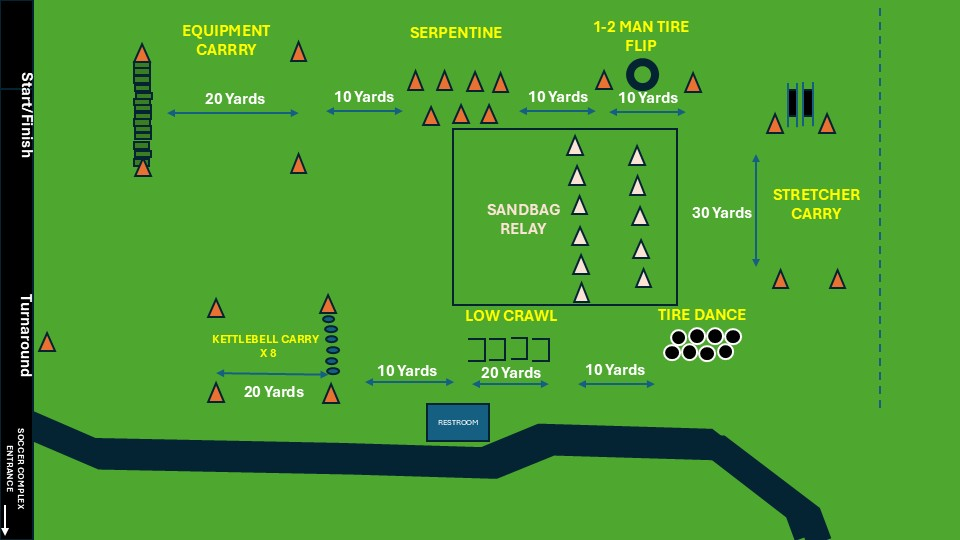 EQUIPMENT
CARRRY
SERPENTINE
1-2 MAN TIRE
FLIP
Start/Finish
20 Yards
10 Yards
10 Yards
10 Yards
SANDBAG
RELAY
30 Yards
STRETCHER
CARRY
Turnaround
KETTLEBELL CARRY
X 8
20 Yards
10 Yards
LOW CRAWL
20 Yards
10 Yards
TIRE DANCE
RESTROOM
SOCCER COMPLEX
ENTRANCE